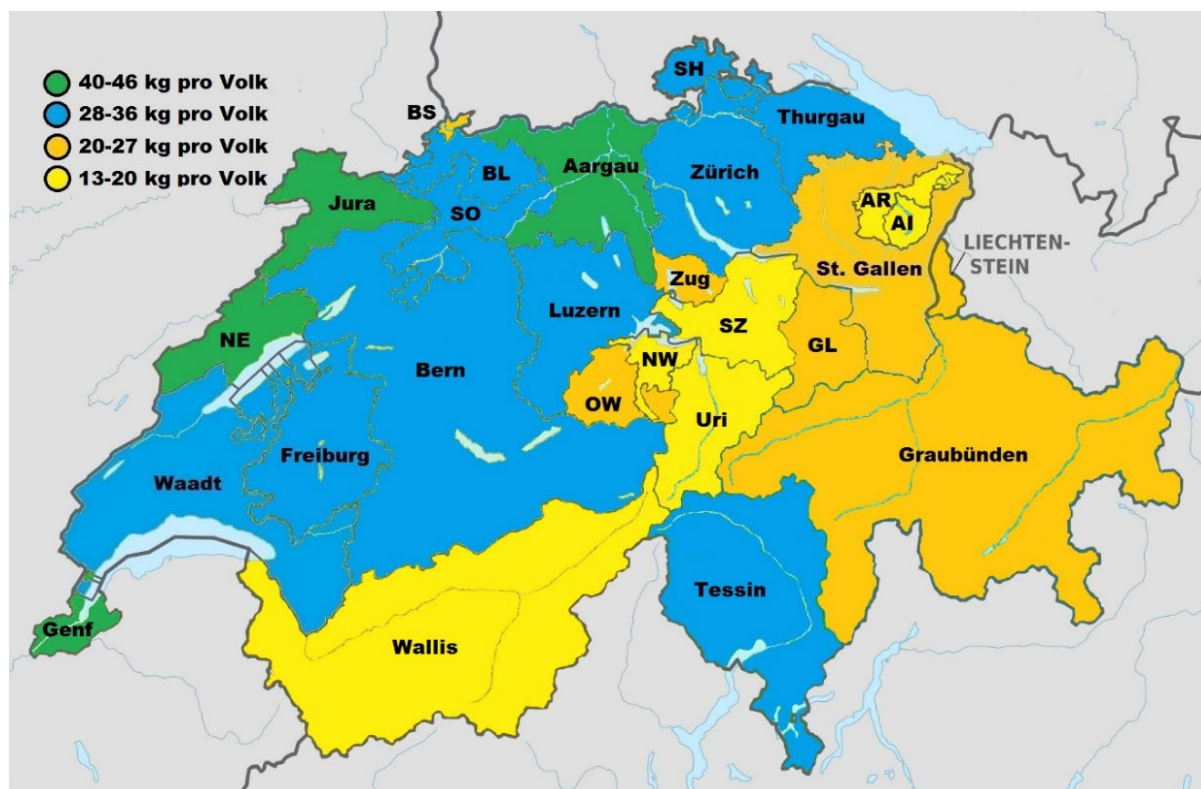 40-46 kg pro Volk
28-36 kg pro Volk
20-27 kg pro Volk
13-20 kg pro Volk
SH
BS
Thurgau
Aargau
Zürich
BL
Jura
SO
AR
AI
LIECHTEN-
STEIN
St. Gallen
Zug
Luzern
SZ
NE
NW
GL
Bern
OW
Uri
Freiburg
Graubünden
Waadt
Tessin
Genf
Wallis